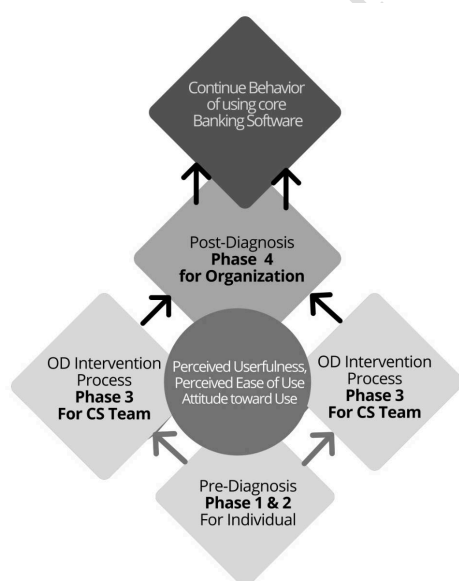 Continue Behavior
of using core
Banking Software
Post-Diagnosis
Phase 4
for Organization
OD Intervention
Process
Phase 3
For CS Team
Perceived Userfulness,
Perceived Ease of Use
Attitude toward Use
OD Intervention
Process
Phase 3
For CS Team
Pre-Diagnosis
Phase 1 & 2
For Individual